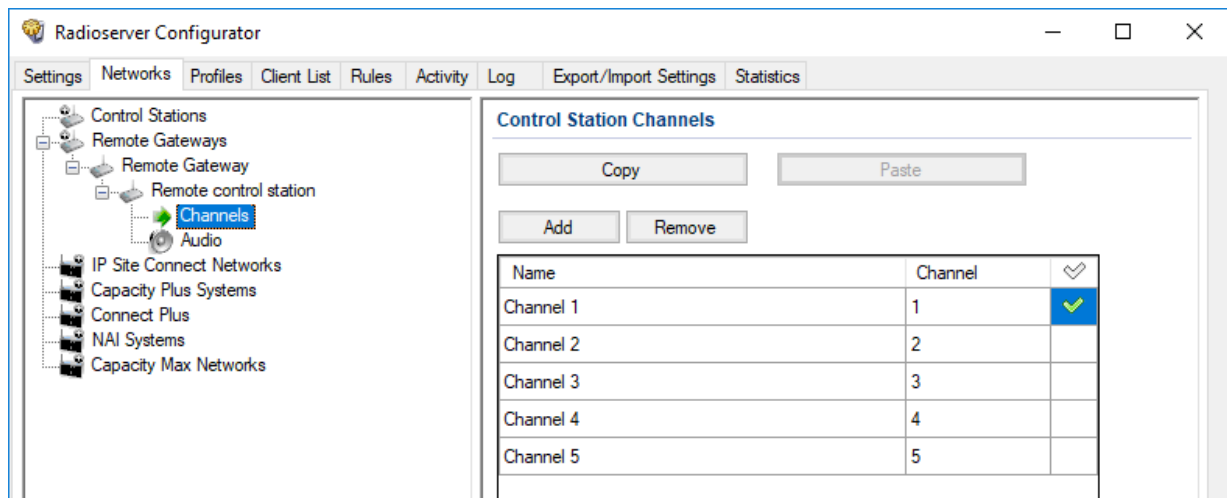 Radioserver Configurator
Settings Networks Profiles Client List Rules Activity Log Export/Import Settings Statistics
Control Stations
Remote Gateways
Remote Gateway
Remote control station
Channels
Audio
IP Site Connect Networks
Capacity Plus Systems
Connect Plus
NAI Systems
Capacity Max Networks
Control Station Channels
Copy Paste
Add Remove
Name Channel
Channel 1 1
Channel 2 2
Channel 3 3
Channel 4 4
Channel 5 5